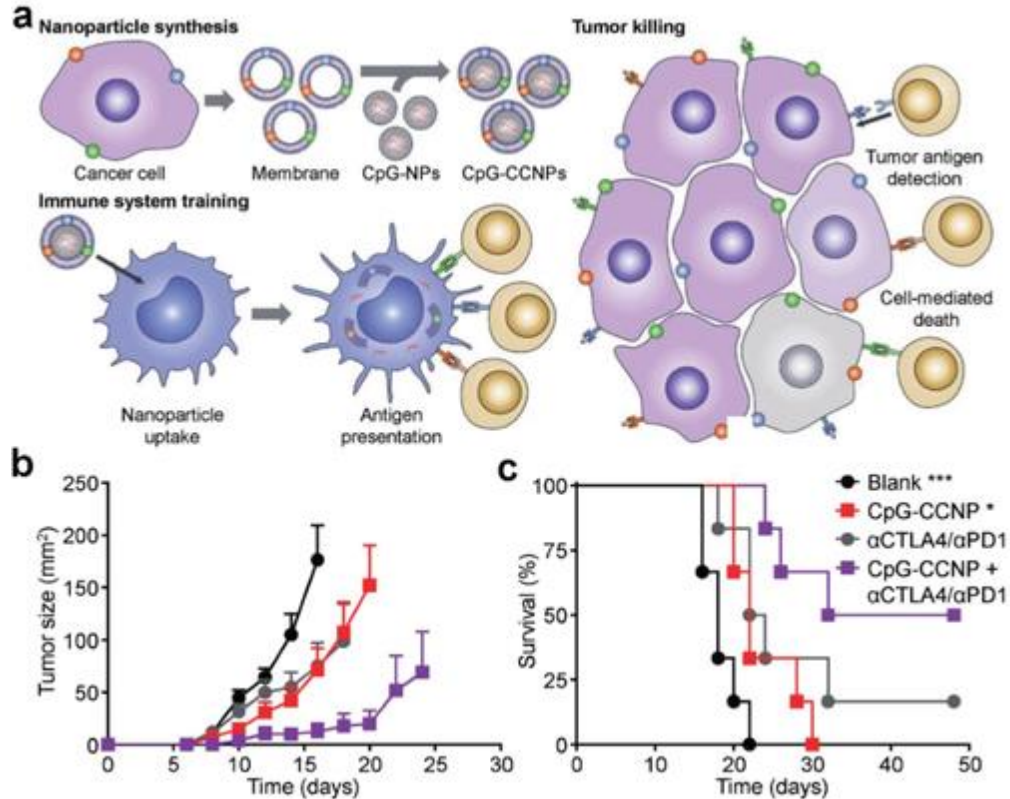 a
Nanoparticle synthesis
Cancer cell
Membrane
CpG-NPs
CpG-CCNPs
Immune system training
Nanoparticle
uptake
Antigen
presentation
Tumor killing
Tumor antigen
detection
Cell-mediated
death
b
Tumor size (mm²)
250
200
150
100
50
0
0 5 10 15 20 25 30
Time (days)
c
Survival (%)
100
75
50
25
0
0 10 20 30 40 50
Time (days)
Blank ***
CpG-CCNP *
αCTLA4/αPD1
CpG-CCNP +
αCTLA4/αPD1